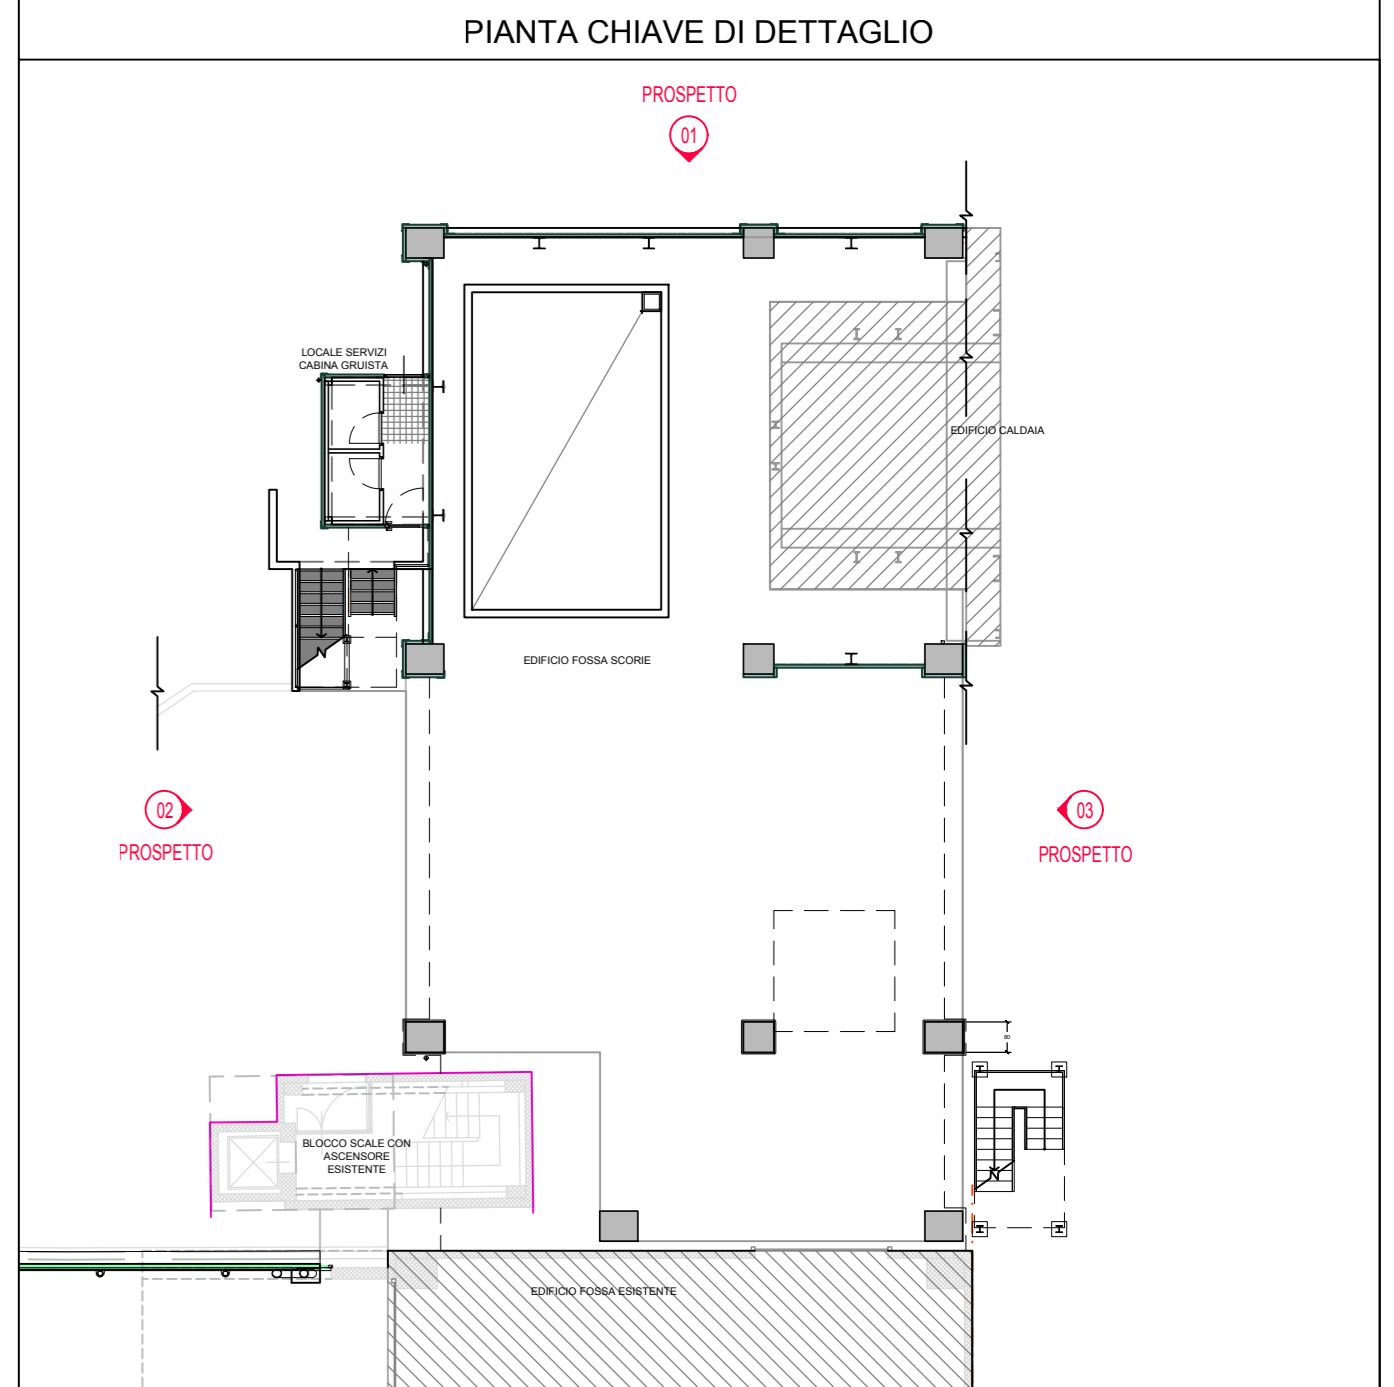 PIANTA CHIAVE DI DETTAGLIO
PROSPETTO
01
LOCALE SERVIZI
CABINA GRUISTA
EDIFICIO CALDAIA
EDIFICIO FOSSA SCORIE
02
PROSPETTO
03
PROSPETTO
80
BLOCCO SCALE CON
ASCENSORE
ESISTENTE
EDIFICIO FOSSA ESISTENTE